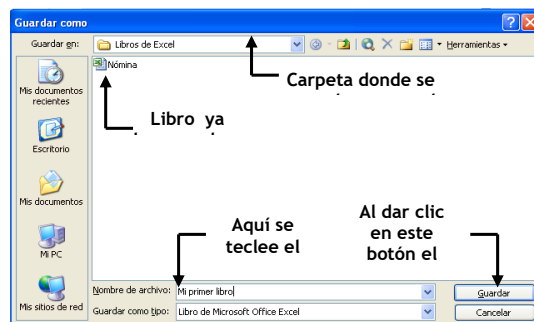 Guardar como
Guardar en:
Libros de Excel
Herramientas
Mis documentos
recientes
Escritorio
Mis documentos
Mi PC
Mis sitios de red
Nómina
Carpeta donde se
Libro ya
Aquí se
teclee el
Al dar clic
en este
botón el
Nombre de archivo:
Mi primer libro
Guardar
Guardar como tipo:
Libro de Microsoft Office Excel
Cancelar